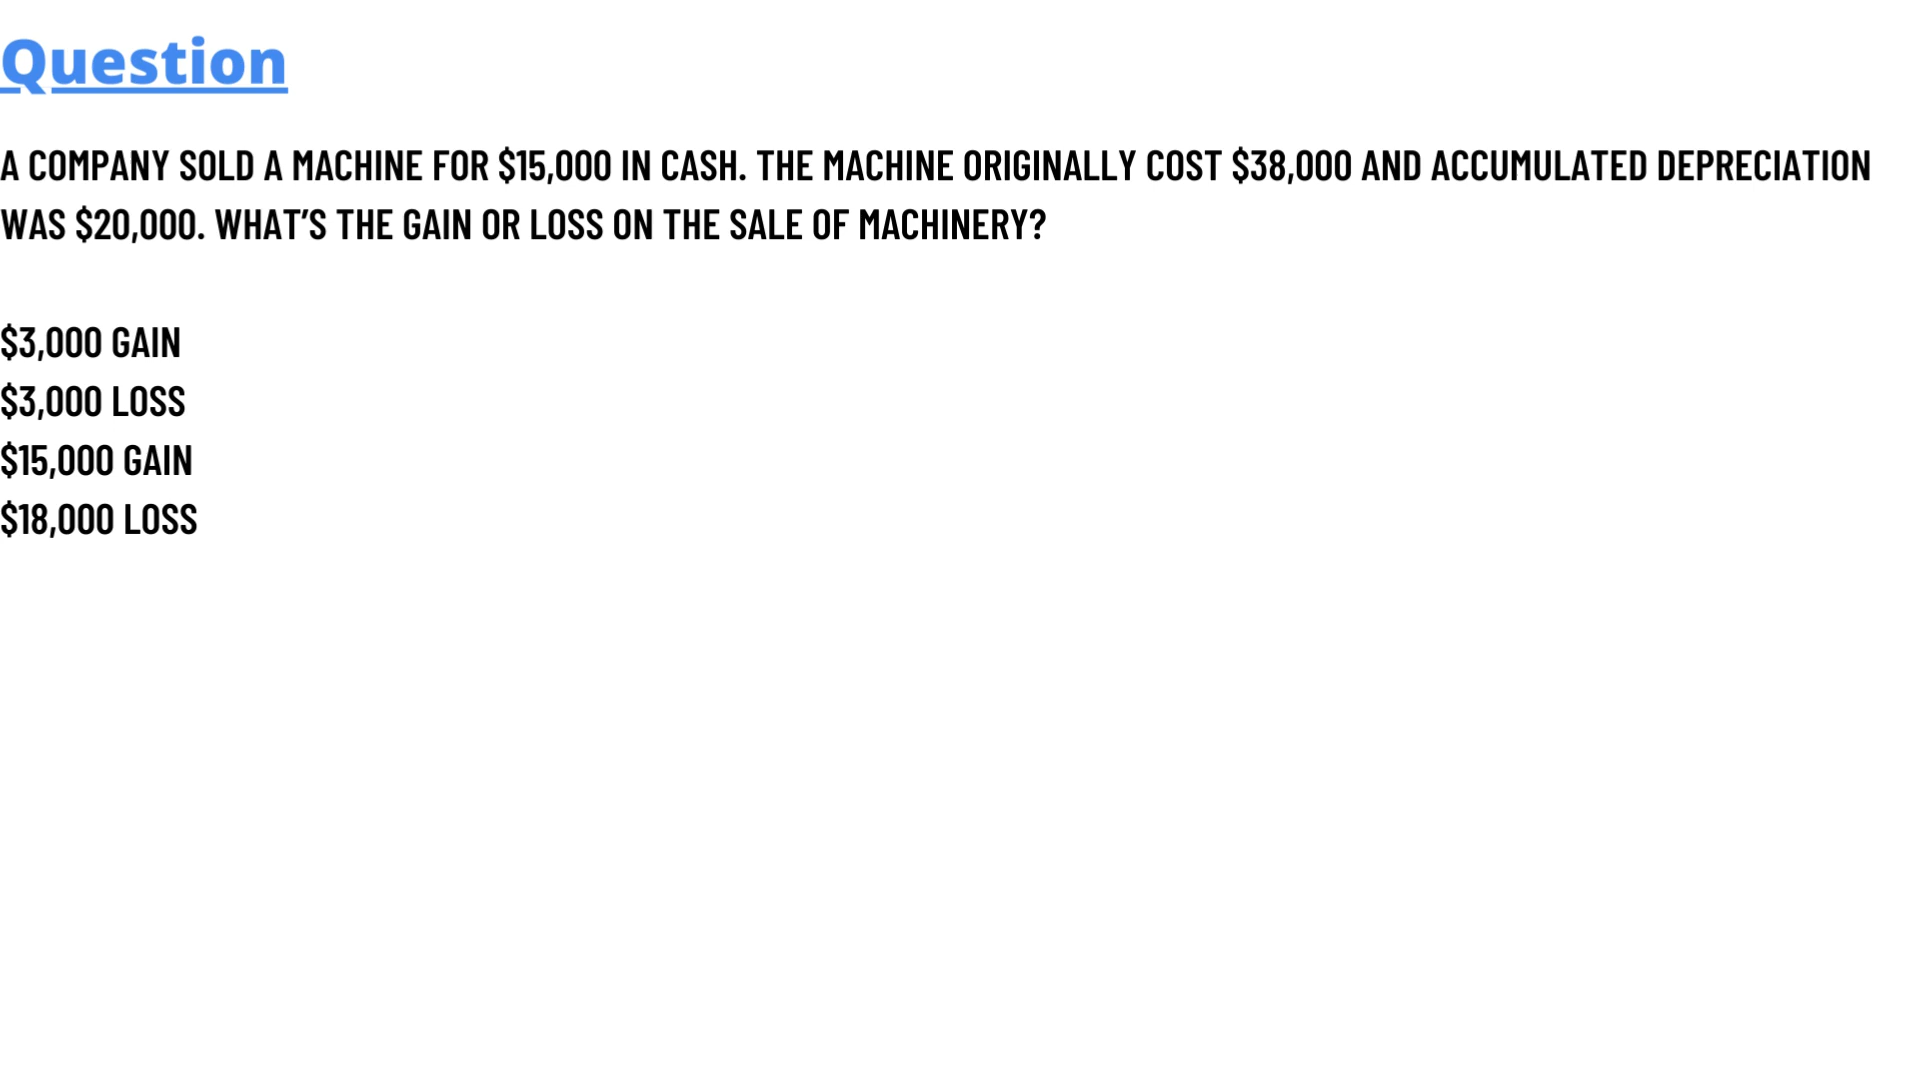 Question
A COMPANY SOLD A MACHINE FOR $15,000 IN CASH. THE MACHINE ORIGINALLY COST $38,000 AND ACCUMULATED DEPRECIATION
WAS $20,000. WHAT’S THE GAIN OR LOSS ON THE SALE OF MACHINERY?
$3,000 GAIN
$3,000 LOSS
$15,000 GAIN
$18,000 LOSS